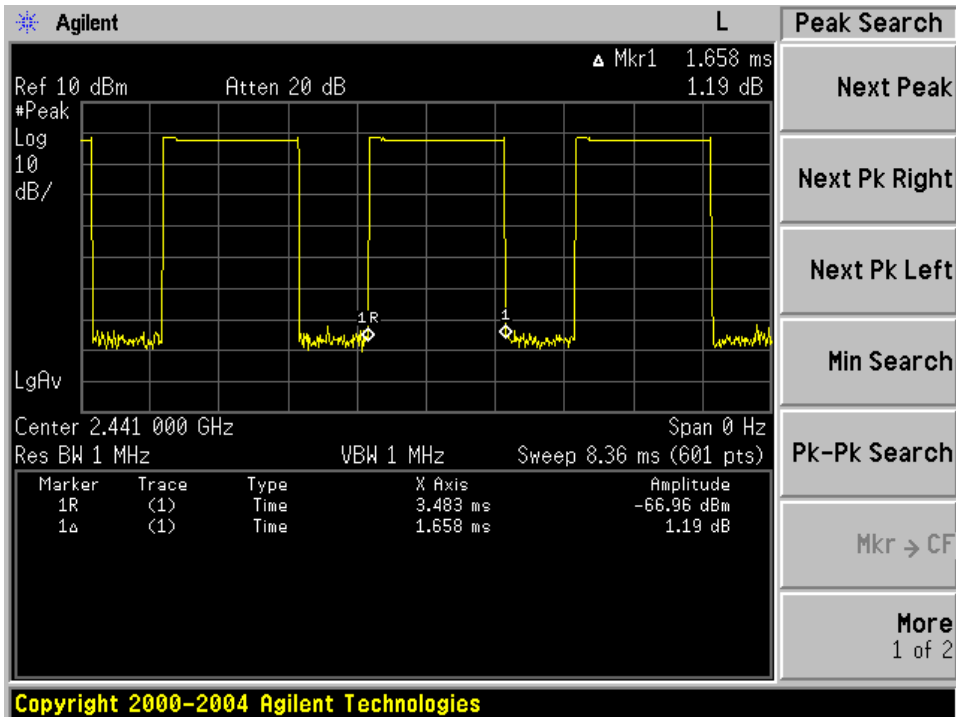 Agilent
L
Peak Search
Δ Mkr1 1.658 ms
Ref 10 dBm Atten 20 dB 1.19 dB
#Peak
Log
10
dB/
1R
1
LgAv
Center 2.441 000 GHz Span 0 Hz
Res BW 1 MHz VBW 1 MHz Sweep 8.36 ms (601 pts)
Marker Trace Type X Axis Amplitude
1R (1) Time 3.483 ms -66.96 dBm
1Δ (1) Time 1.658 ms 1.19 dB
Next Peak
Next Pk Right
Next Pk Left
Min Search
Pk-Pk Search
Mkr → CF
More
1 of 2
Copyright 2000-2004 Agilent Technologies